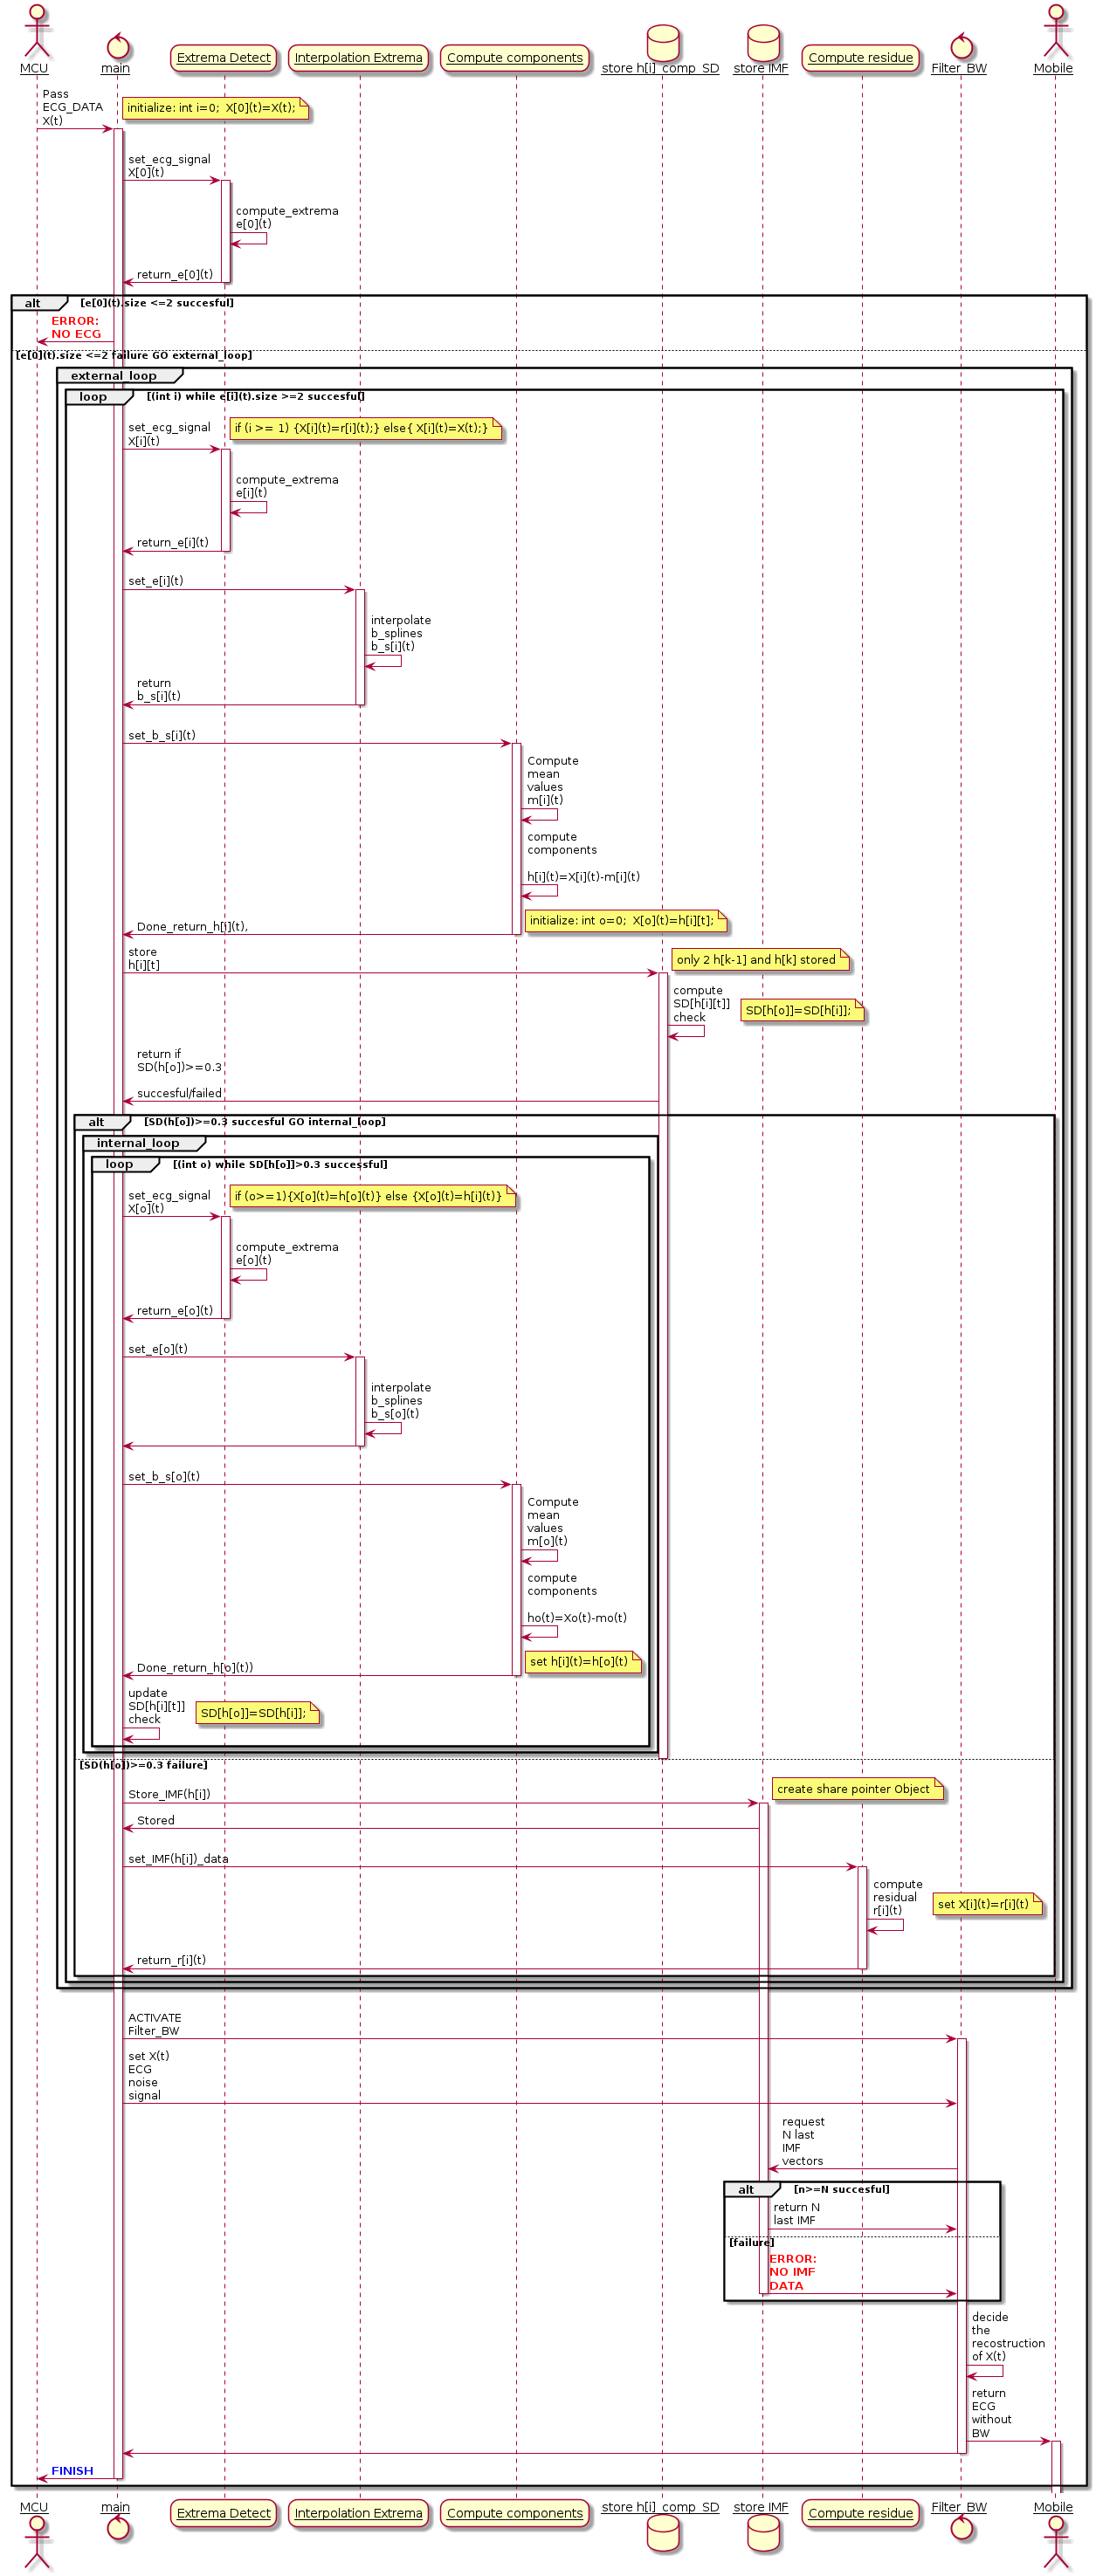 MCU
main
Extrema Detect
Interpolation Extrema
Compute components
store h[i]_comp_SD
store IMF
Compute residue
Filter_BW
Mobile
Pass
ECG_DATA
X(t)
initialize: int i=0;  X[0](t)=X(t);
set_ecg_signal
X[0](t)
compute_extrema
e[0](t)
return_e[0](t)
alt
[e[0](t).size <=2 succesful]
ERROR:
NO ECG
[e[0](t).size <=2 failure GO external_loop]
external_loop
loop
[(int i) while e[i](t).size >=2 succesful]
set_ecg_signal
X[i](t)
if (i >= 1) {X[i](t)=r[i](t);} else{ X[i](t)=X(t);}
compute_extrema
e[i](t)
return_e[i](t)
set_e[i](t)
interpolate
b_splines
b_s[i](t)
return
b_s[i](t)
set_b_s[i](t)
Compute
mean
values
m[i](t)
compute
components
h[i](t)=X[i](t)-m[i](t)
Done_return_h[i](t),
initialize: int o=0;  X[o](t)=h[i][t];
store
h[i][t]
only 2 h[k-1] and h[k] stored
compute
SD[h[i][t]]
check
SD[h[o]]=SD[h[i]];
return if
SD(h[o])>=0.3
succesful/failed
alt
[SD(h[o])>=0.3 succesful GO internal_loop]
internal_loop
loop
[(int o) while SD[h[o]]>0.3 successful]
set_ecg_signal
X[o](t)
if (o>=1){X[o](t)=h[o](t)} else {X[o](t)=h[i](t)}
compute_extrema
e[o](t)
return_e[o](t)
set_e[o](t)
interpolate
b_splines
b_s[o](t)
set_b_s[o](t)
Compute
mean
values
m[o](t)
compute
components
ho(t)=Xo(t)-mo(t)
Done_return_h[o](t))
set h[i](t)=h[o](t)
update
SD[h[i][t]]
check
SD[h[o]]=SD[h[i]];
[SD(h[o])>=0.3 failure]
Store_IMF(h[i])
create share pointer Object
Stored
set_IMF(h[i])_data
compute
residual
r[i](t)
set X[i](t)=r[i](t)
return_r[i](t)
ACTIVATE
Filter_BW
set X(t)
ECG
noise
signal
request
N last
IMF
vectors
alt
[n>=N succesful]
return N
last IMF
[failure]
ERROR:
NO IMF
DATA
decide
the
recostruction
of X(t)
return
ECG
without
BW
FINISH
MCU
main
Extrema Detect
Interpolation Extrema
Compute components
store h[i]_comp_SD
store IMF
Compute residue
Filter_BW
Mobile